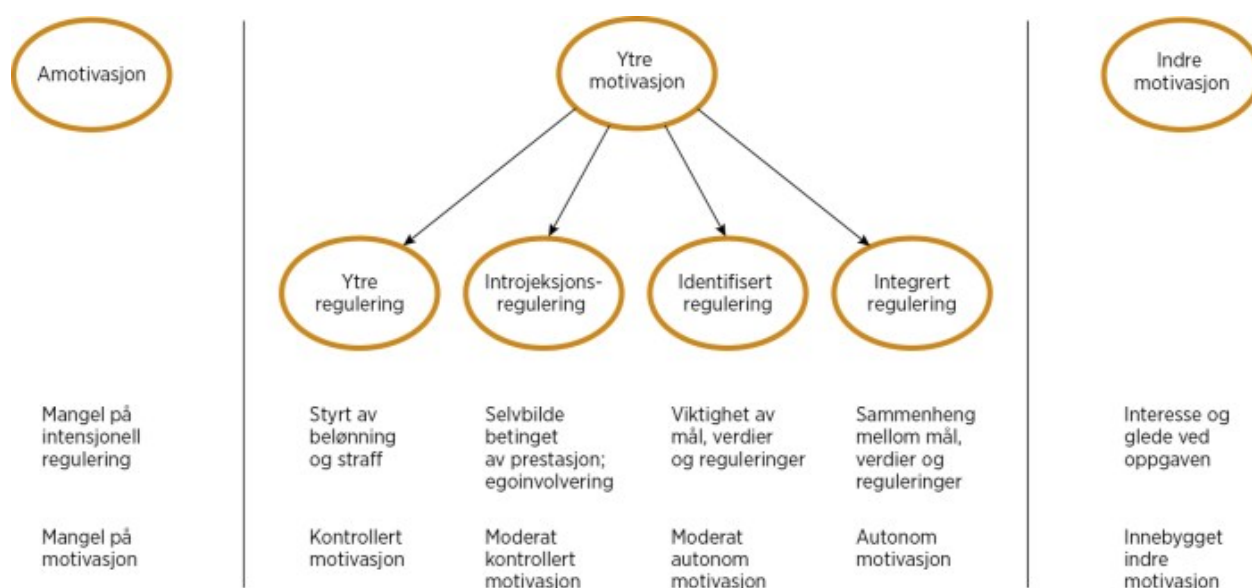 Amotivasjon
Ytre
motivasjon
Indre
motivasjon
Ytre
regulering
Introjeksjons-
regulering
Identifisert
regulering
Integrert
regulering
Mangel på
intensjonell
regulering
Styrt av
belønning
og straff
Selvbilde
betinget
av prestasjon;
egoinvolvering
Viktighet av
mål, verdier
og reguleringer
Sammenheng
mellom mål,
verdier og
reguleringer
Interesse og
glede ved
oppgaven
Mangel på
motivasjon
Kontrollert
motivasjon
Moderat
kontrollert
motivasjon
Moderat
autonom
motivasjon
Autonom
motivasjon
Innebygget
indre
motivasjon